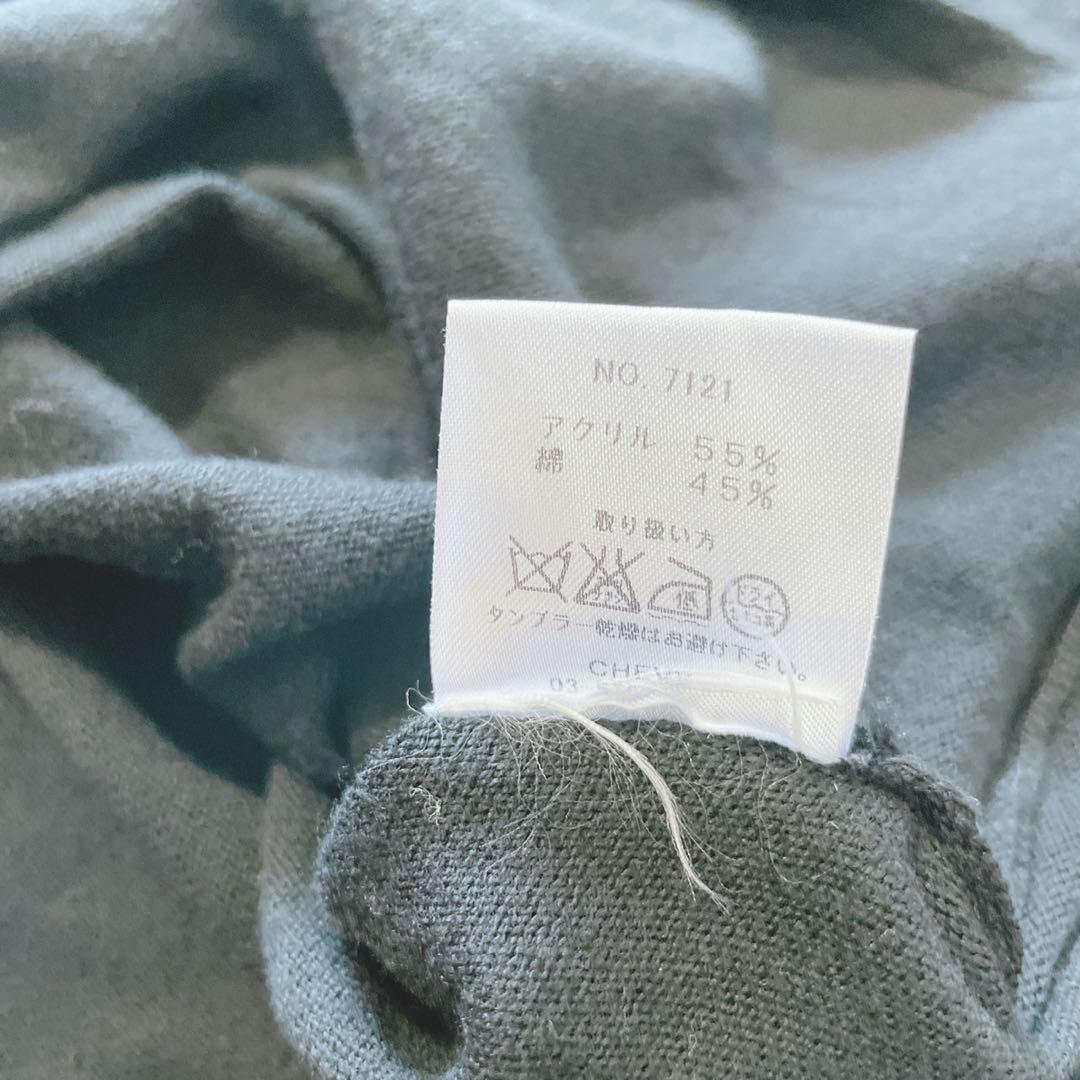 NO. 7121
アクリル 55%
綿 45%
取り扱い方
タンブラー乾燥はお避け下さい。
03